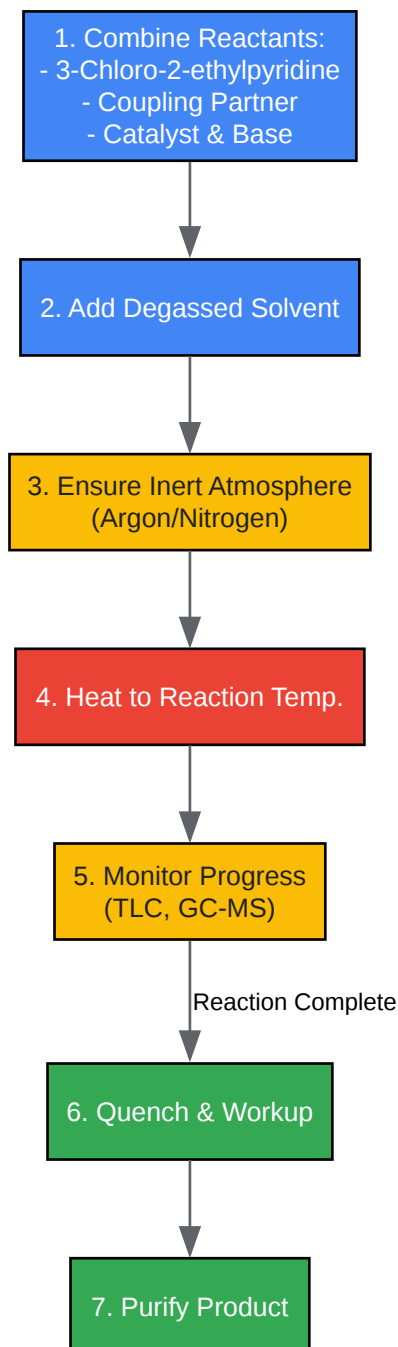 1. Combine Reactants:
- 3-Chloro-2-ethylpyridine
- Coupling Partner
- Catalyst & Base
2. Add Degassed Solvent
3. Ensure Inert Atmosphere
(Argon/Nitrogen)
4. Heat to Reaction Temp.
5. Monitor Progress
(TLC, GC-MS)
Reaction Complete
6. Quench & Workup
7. Purify Product